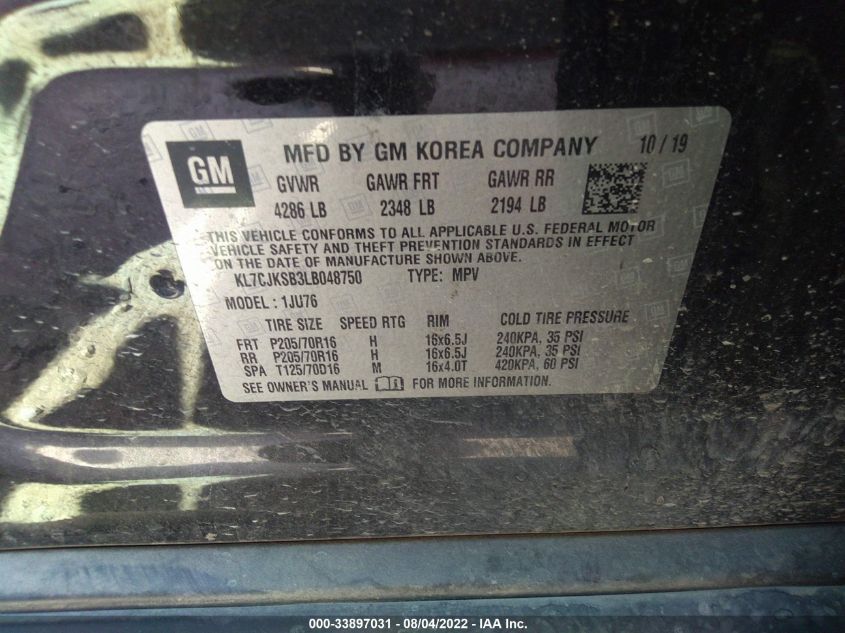 GM
MFD BY GM KOREA COMPANY 10 / 19
GVWR GAWR FRT GAWR RR
4286 LB 2348 LB 2194 LB
THIS VEHICLE CONFORMS TO ALL APPLICABLE U.S. FEDERAL MOTOR
VEHICLE SAFETY AND THEFT PREVENTION STANDARDS IN EFFECT
ON THE DATE OF MANUFACTURE SHOWN ABOVE.
KL7CJKSB3LB048750 TYPE: MPV
MODEL : 1JU76
TIRE SIZE SPEED RTG RIM COLD TIRE PRESSURE
FRT P205/70R16 H 16x6.5J 240KPA, 35 PSI
RR P205/70R16 H 16x6.5J 240KPA, 35 PSI
SPA T125/70D16 M 16x4.0T 420KPA, 60 PSI
SEE OWNER'S MANUAL FOR MORE INFORMATION.
000-33897031 - 08/04/2022 - IAA Inc.